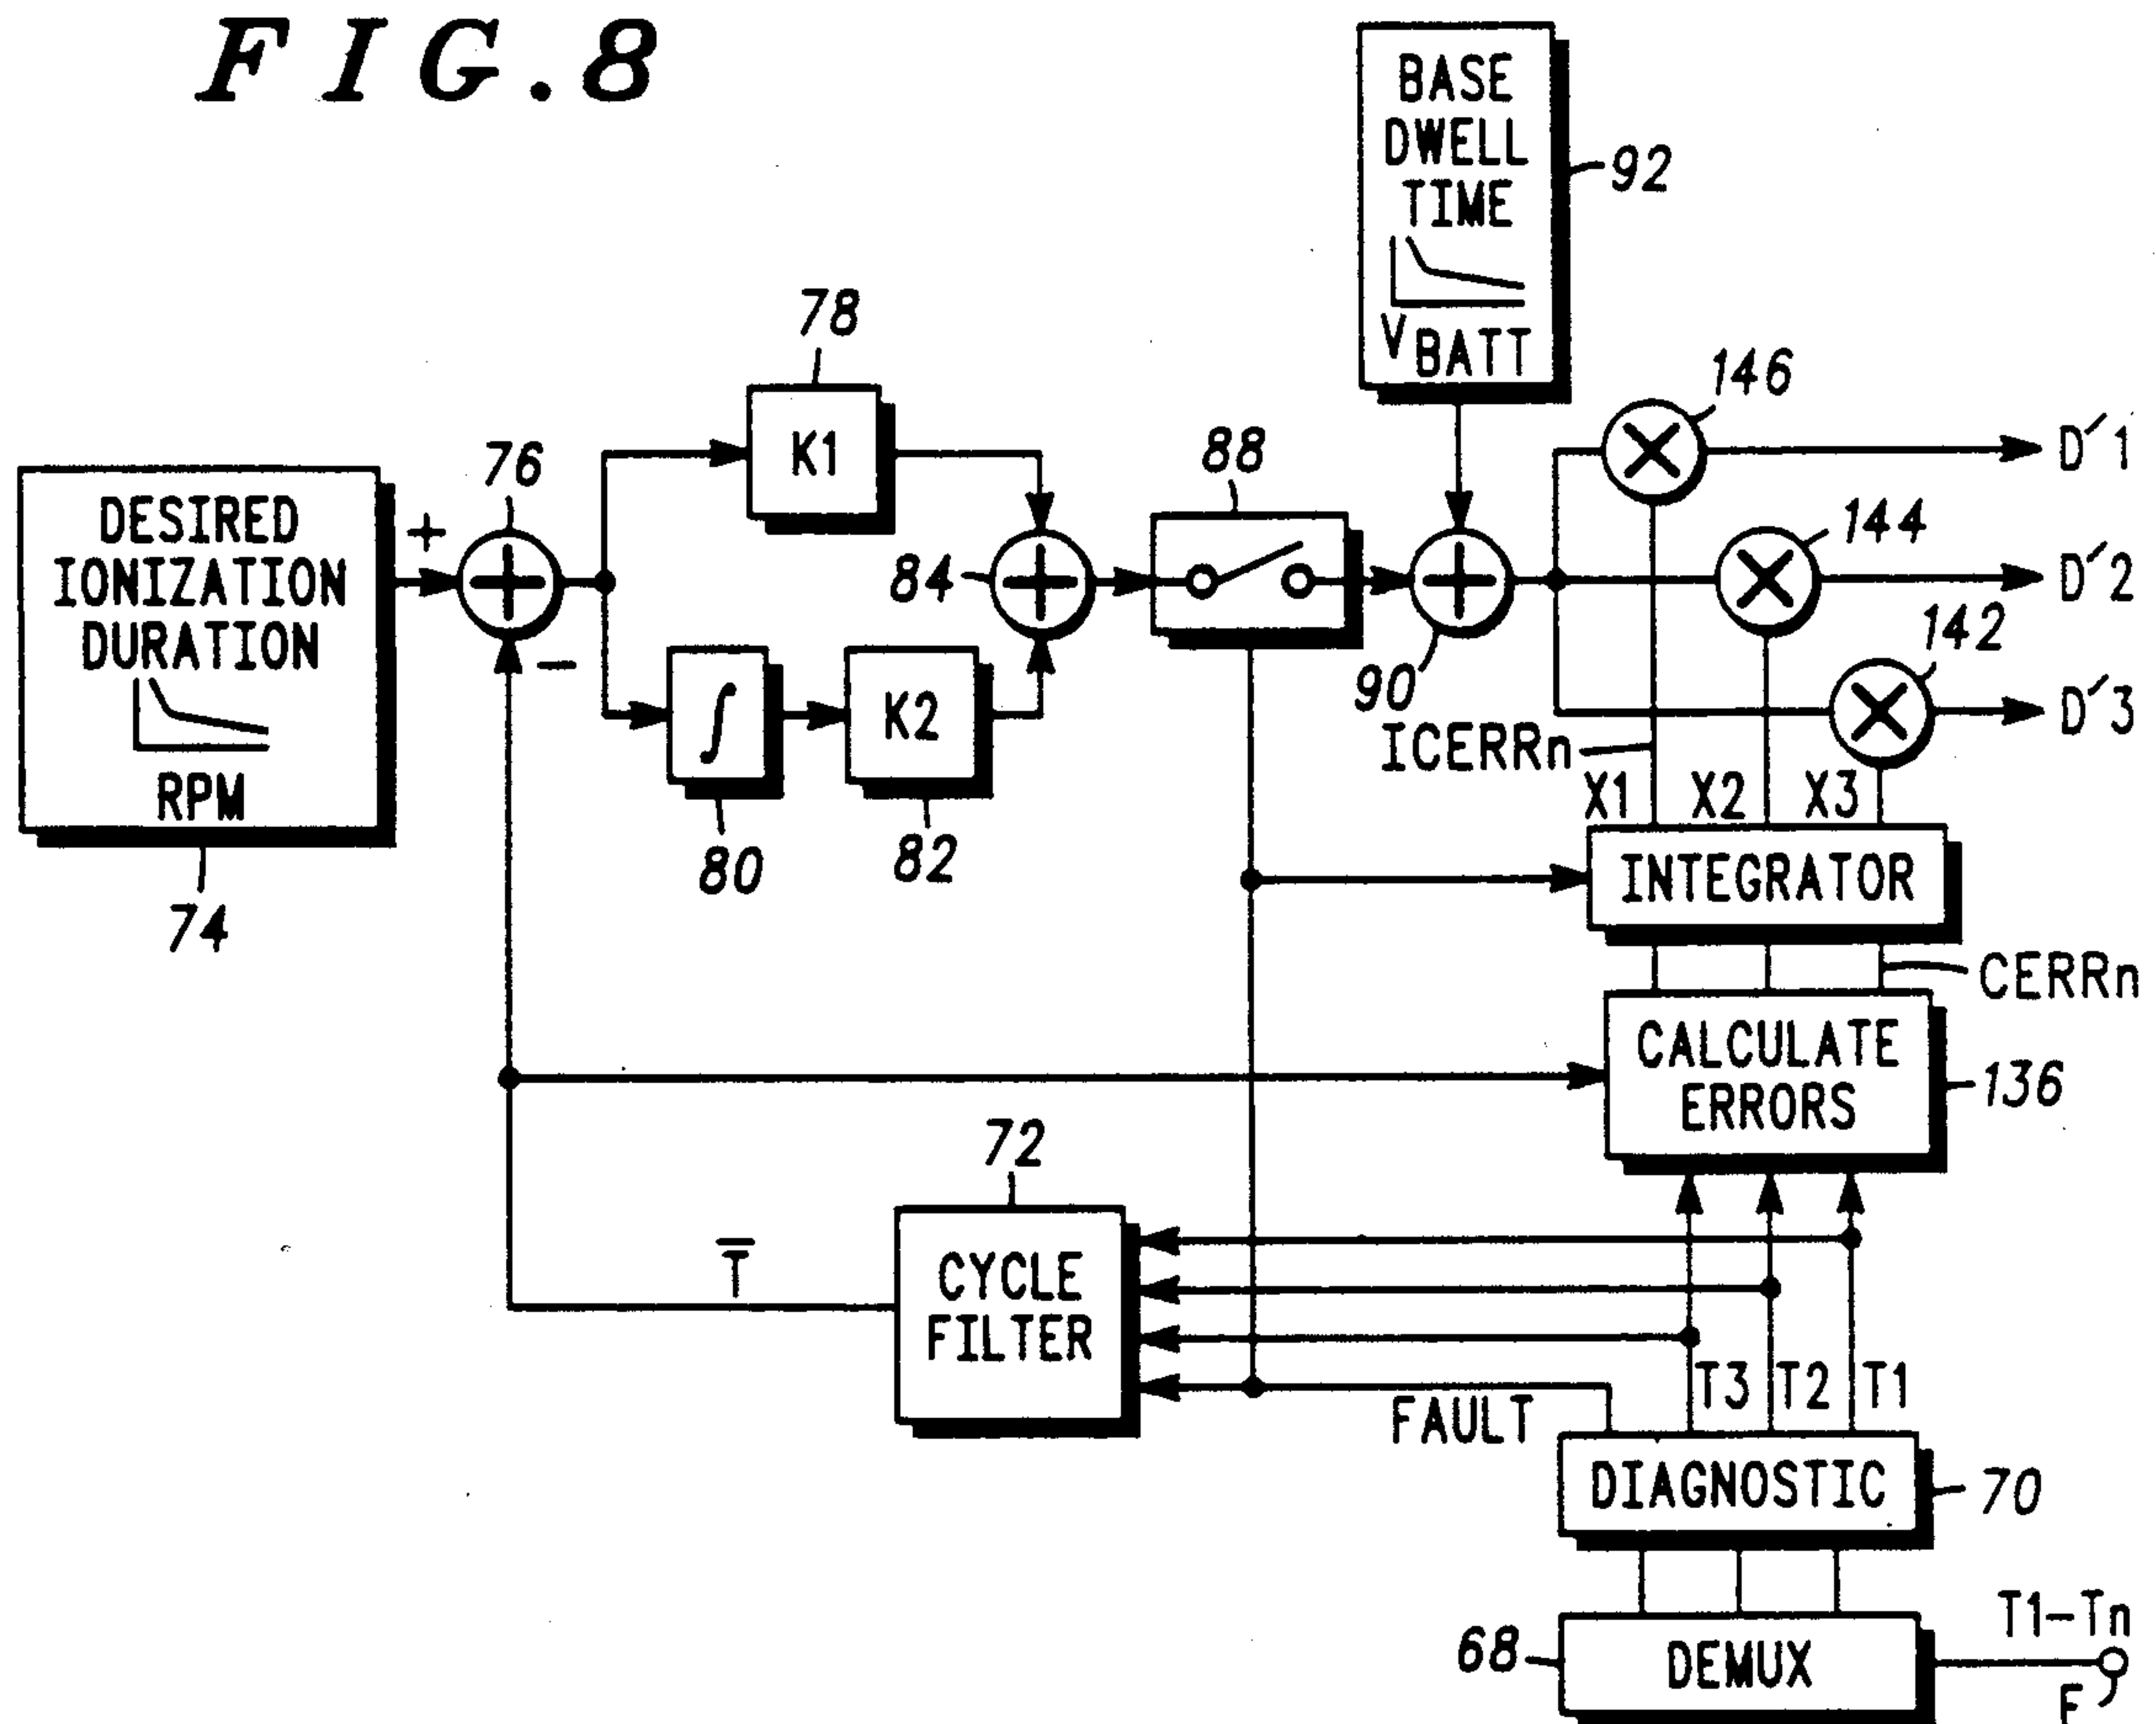 FIG.8
BASE
DWELL
TIME
VBATT
92
78
K1
76
DESIRED
IONIZATION
DURATION
RPM
74
+
−
84
88
90
80
∫
K2
82
146
144
142
D′1
D′2
D′3
ICERRn
X1 X2 X3
INTEGRATOR
CERRn
CALCULATE
ERRORS
136
72
CYCLE
FILTER
T̅
FAULT
T3 T2 T1
DIAGNOSTIC
70
68
DEMUX
T1−Tn